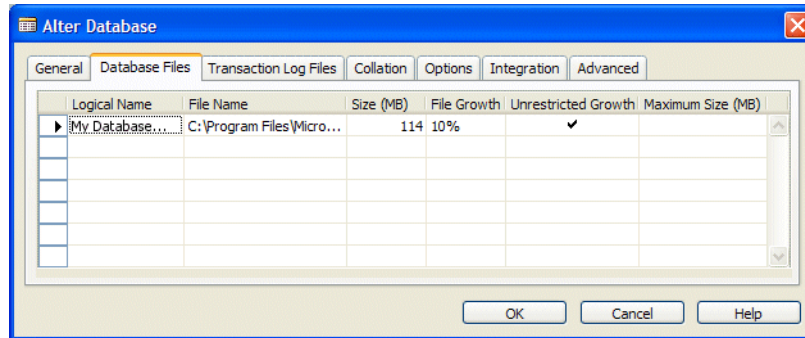 Alter Database
General Database Files Transaction Log Files Collation Options Integration Advanced
Logical Name File Name Size (MB) File Growth Unrestricted Growth Maximum Size (MB)
My Database... C:\Program Files\Micro... 114 10%
OK Cancel Help